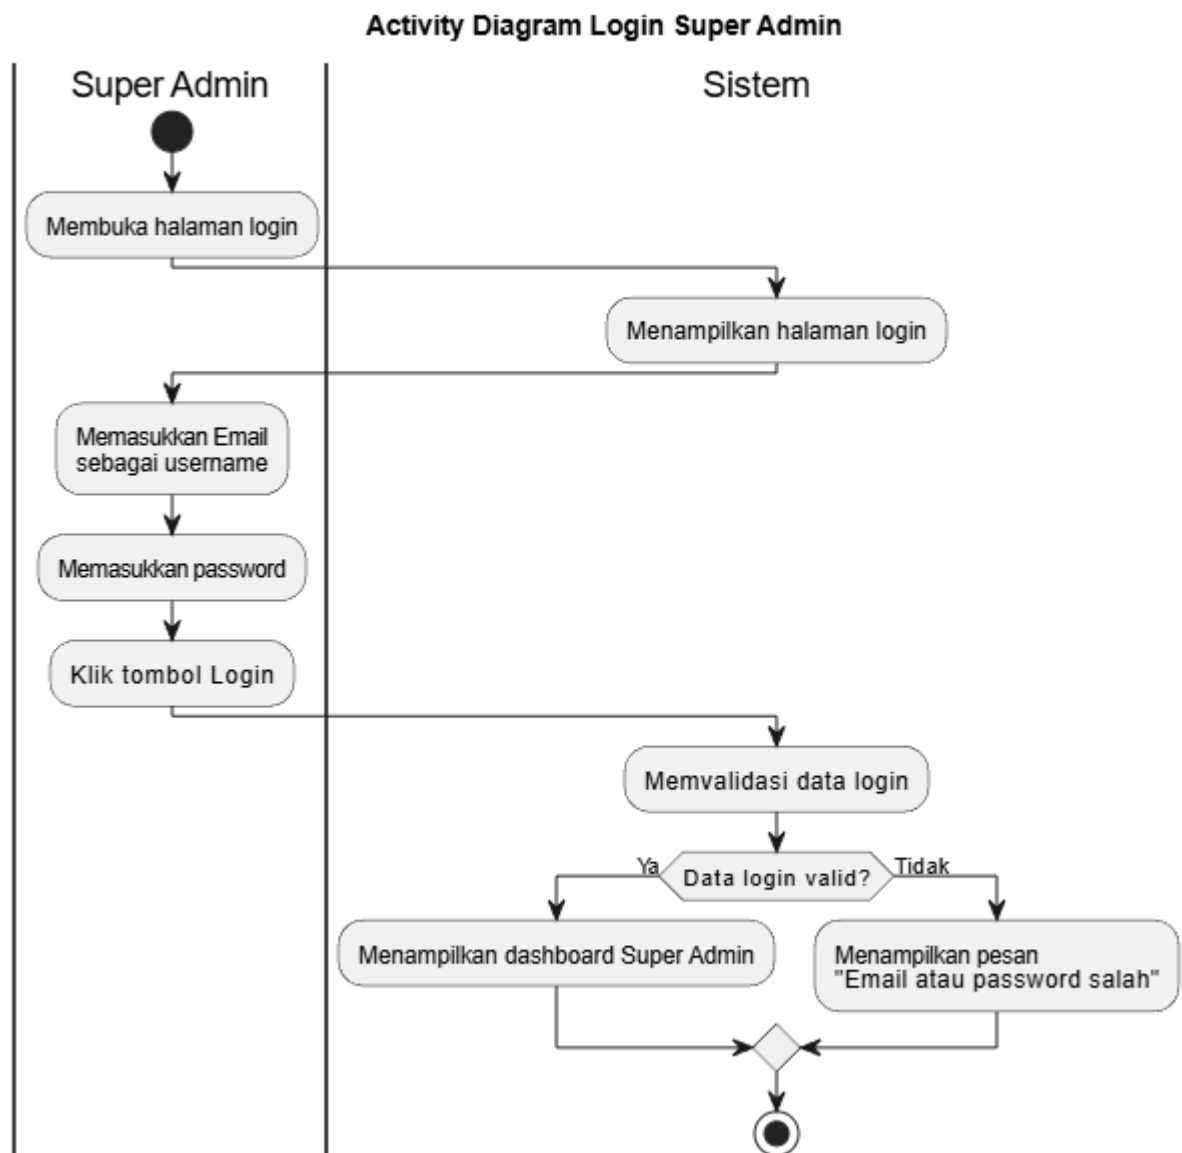 Activity Diagram Login Super Admin
Super Admin
Sistem
Membuka halaman login
Menampilkan halaman login
Memasukkan Email
sebagai username
Memasukkan password
Klik tombol Login
Memvalidasi data login
Ya
Data login valid?
Tidak
Menampilkan dashboard Super Admin
Menampilkan pesan
"Email atau password salah"